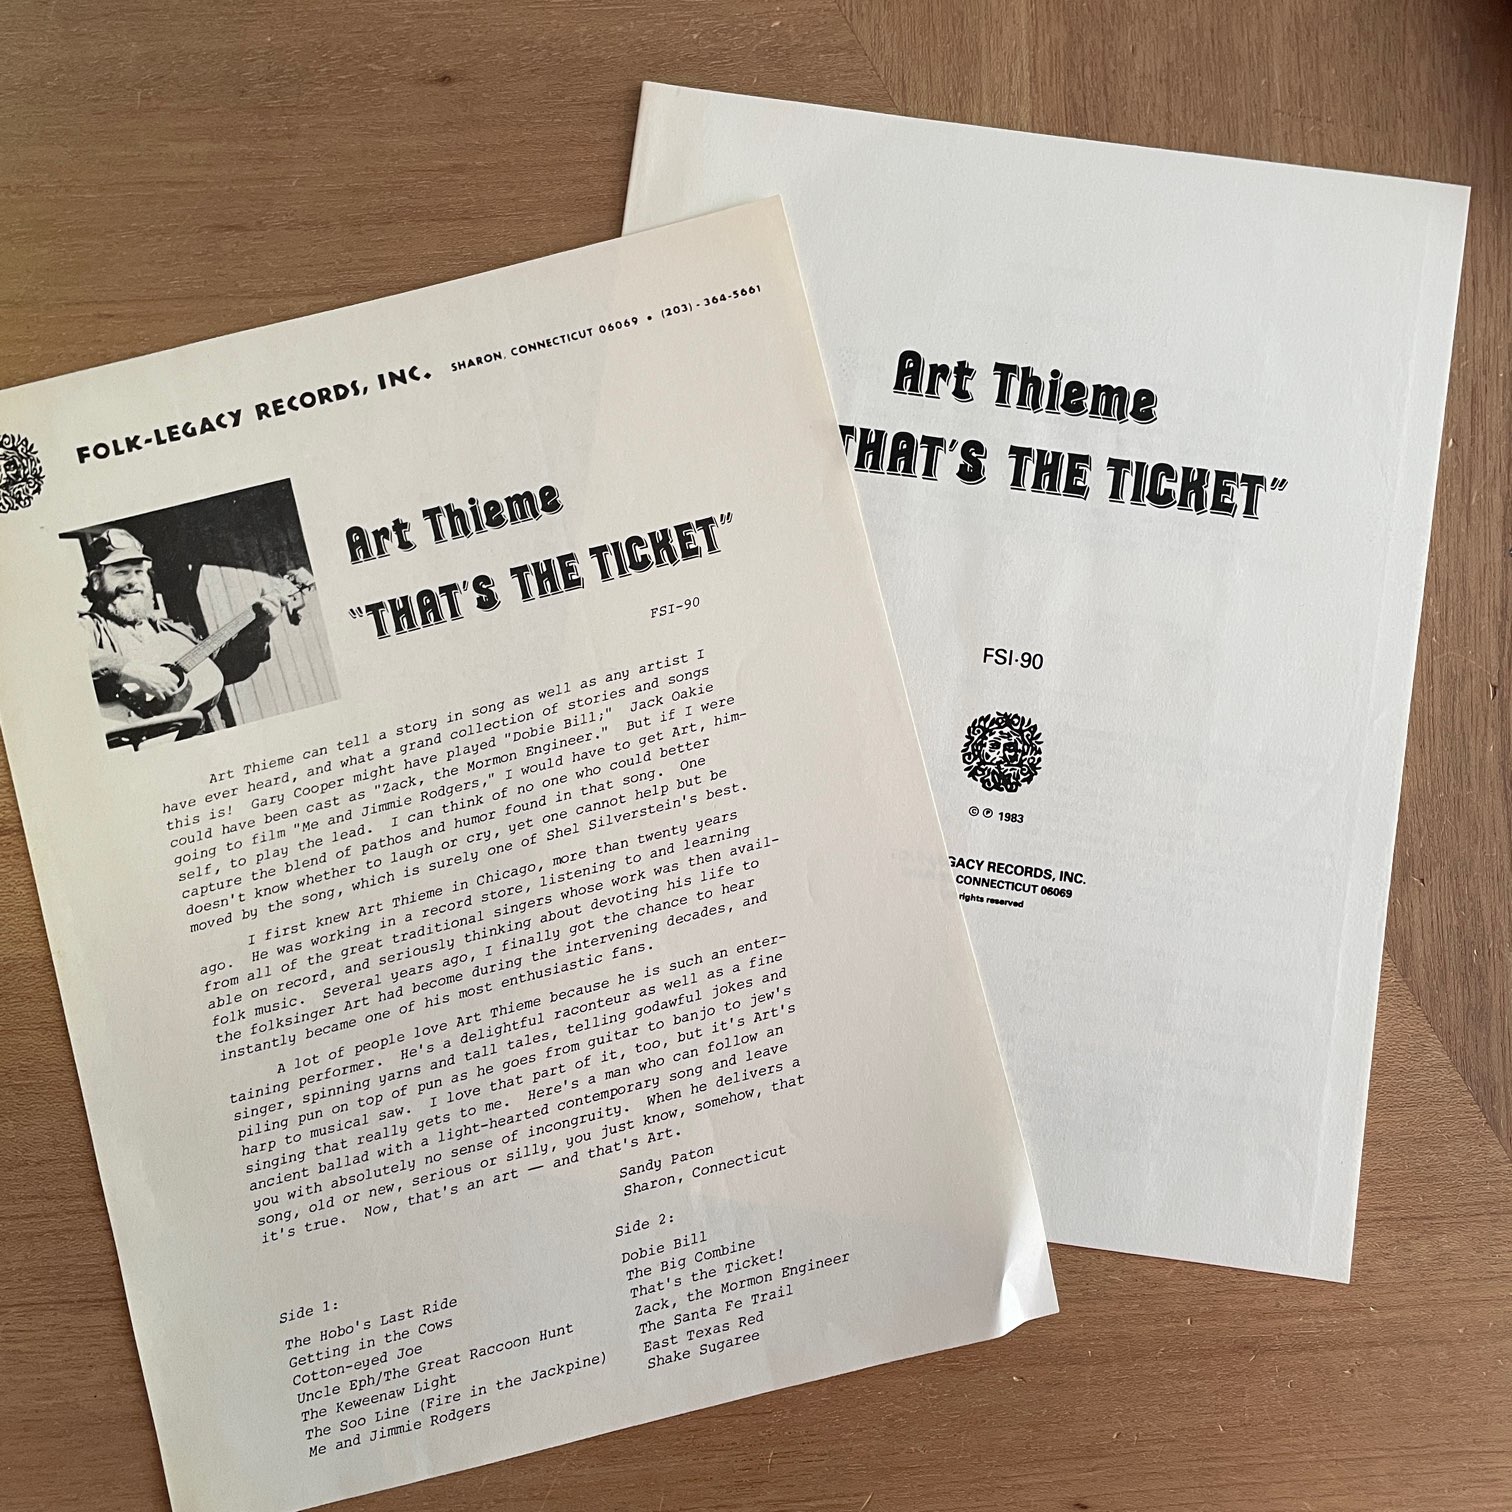 FOLK-LEGACY RECORDS, INC. SHARON, CONNECTICUT 06069 • (203) - 364-5661
Art Thieme
"THAT'S THE TICKET"
FSI-90
Art Thieme can tell a story in song as well as any artist I
have ever heard, and what a grand collection of stories and songs
this is! Gary Cooper might have played "Dobie Bill;" Jack Oakie
could have been cast as "Zack, the Mormon Engineer." But if I were
going to film "Me and Jimmie Rodgers," I would have to get Art, him-
self, to play the lead. I can think of no one who could better
capture the blend of pathos and humor found in that song. One
doesn't know whether to laugh or cry, yet one cannot help but be
moved by the song, which is surely one of Shel Silverstein's best.
I first knew Art Thieme in Chicago, more than twenty years
ago. He was working in a record store, listening to and learning
from all of the great traditional singers whose work was then avail-
able on record, and seriously thinking about devoting his life to
folk music. Several years ago, I finally got the chance to hear
the folksinger Art had become during the intervening decades, and
instantly became one of his most enthusiastic fans.
A lot of people love Art Thieme because he is such an enter-
taining performer. He's a delightful raconteur as well as a fine
singer, spinning yarns and tall tales, telling godawful jokes and
piling pun on top of pun as he goes from guitar to banjo to jew's
harp to musical saw. I love that part of it, too, but it's Art's
singing that really gets to me. Here's a man who can follow an
ancient ballad with a light-hearted contemporary song and leave
you with absolutely no sense of incongruity. When he delivers a
song, old or new, serious or silly, you just know, somehow, that
it's true. Now, that's an art — and that's Art.
Sandy Paton
Sharon, Connecticut
Side 1:
The Hobo's Last Ride
Getting in the Cows
Cotton-eyed Joe
Uncle Eph/The Great Raccoon Hunt
The Keweenaw Light
The Soo Line (Fire in the Jackpine)
Me and Jimmie Rodgers
Side 2:
Dobie Bill
The Big Combine
That's the Ticket!
Zack, the Mormon Engineer
The Santa Fe Trail
East Texas Red
Shake Sugaree
Art Thieme
THAT'S THE TICKET"
FSI·90
© ℗ 1983
GACY RECORDS, INC.
CONNECTICUT 06069
rights reserved